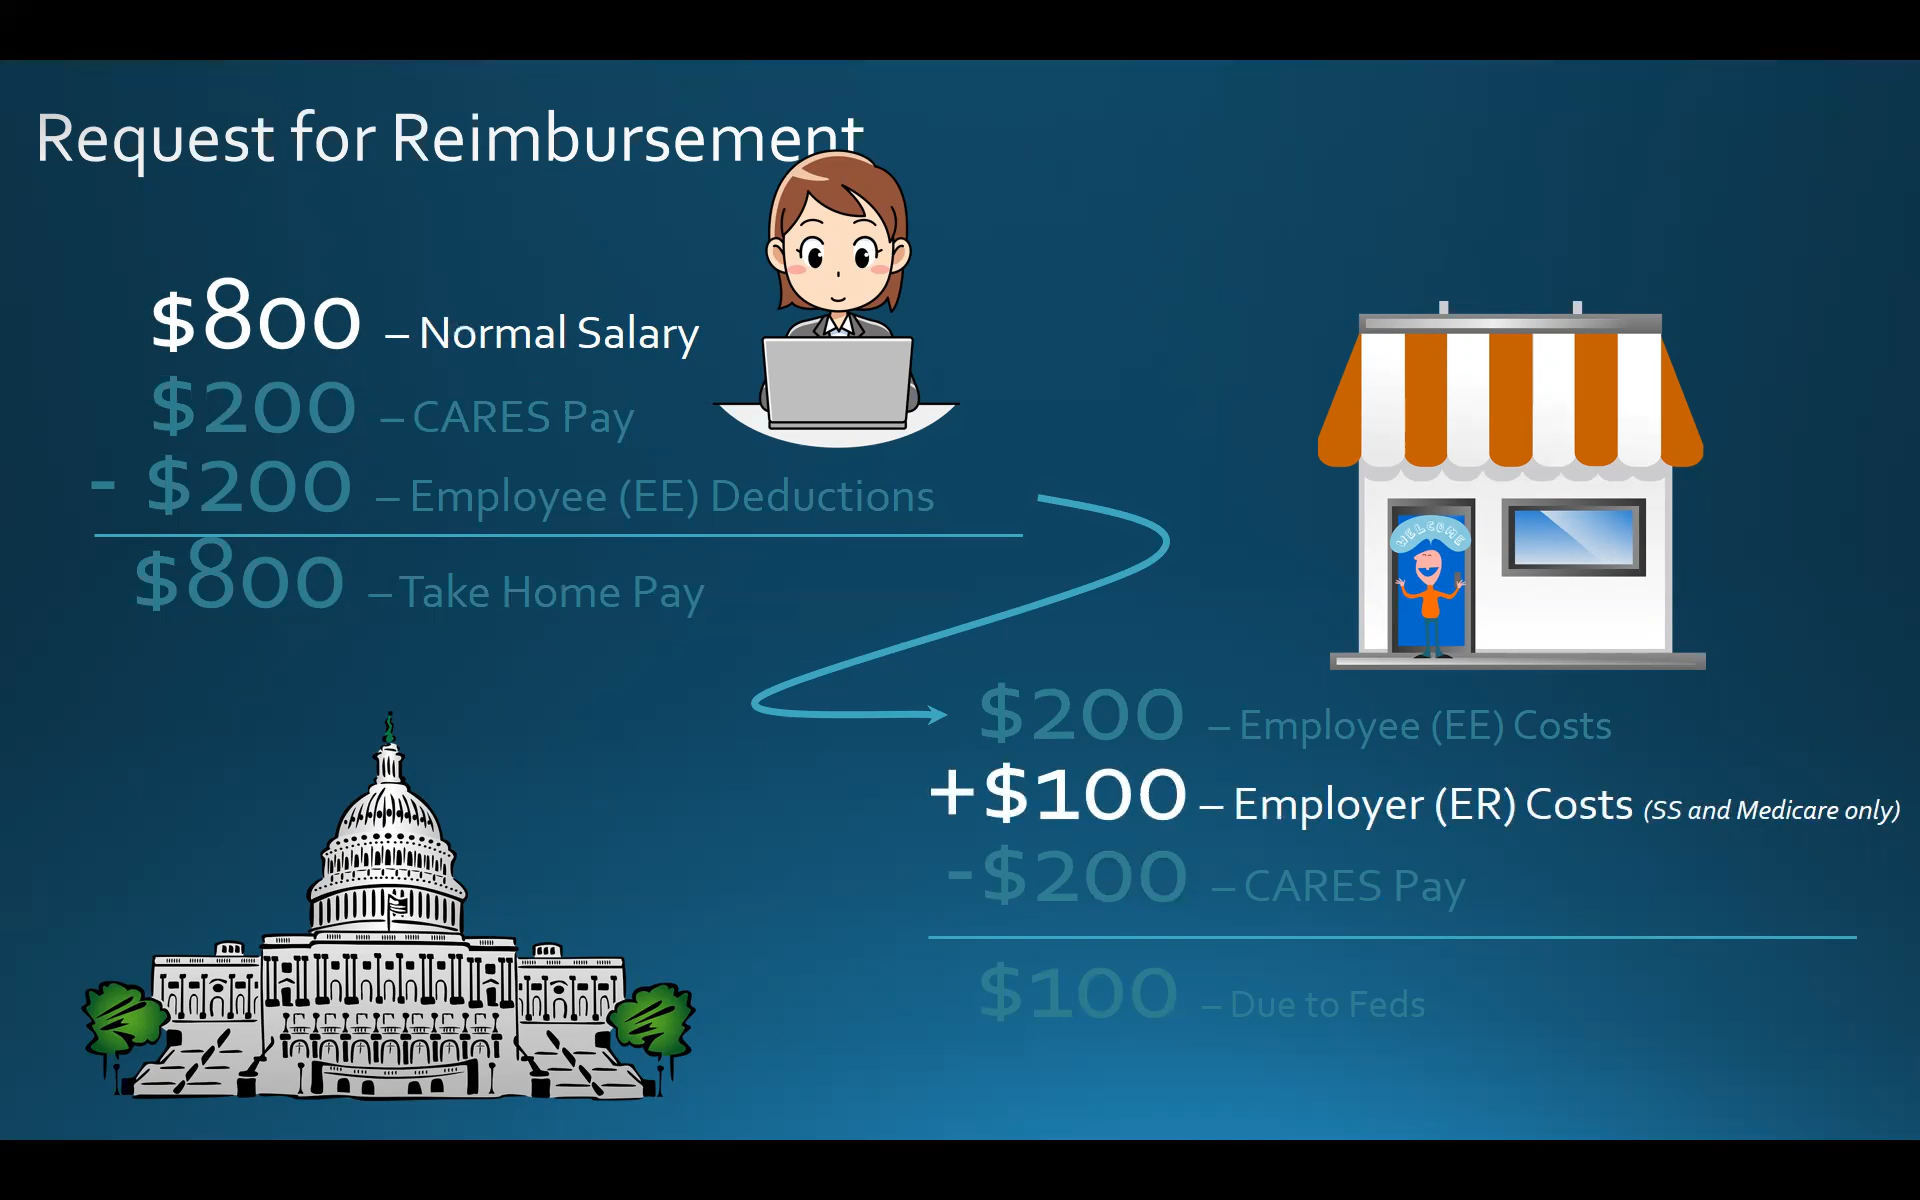 Request for Reimbursement
$800 – Normal Salary
$200 – CARES Pay
- $200 – Employee (EE) Deductions
$800 – Take Home Pay
WELCOME
$200 – Employee (EE) Costs
+$100 – Employer (ER) Costs (SS and Medicare only)
-$200 – CARES Pay
$100 – Due to Feds